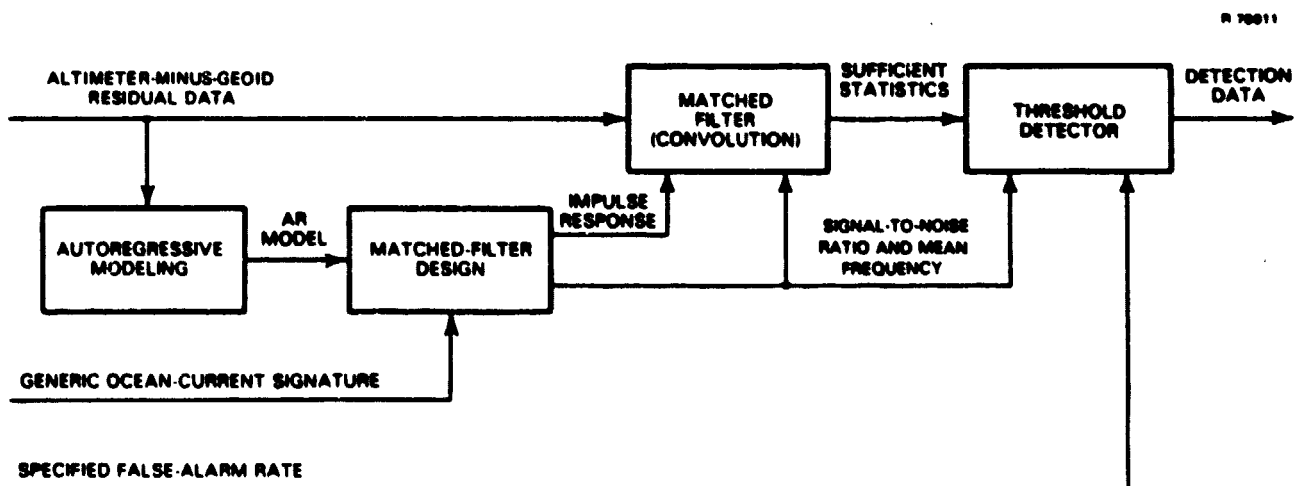 R 76911
ALTIMETER-MINUS-GEOID
RESIDUAL DATA
MATCHED
FILTER
(CONVOLUTION)
SUFFICIENT
STATISTICS
THRESHOLD
DETECTOR
DETECTION
DATA
AUTOREGRESSIVE
MODELING
AR
MODEL
MATCHED-FILTER
DESIGN
IMPULSE
RESPONSE
SIGNAL-TO-NOISE
RATIO AND MEAN
FREQUENCY
GENERIC OCEAN-CURRENT SIGNATURE
SPECIFIED FALSE-ALARM RATE